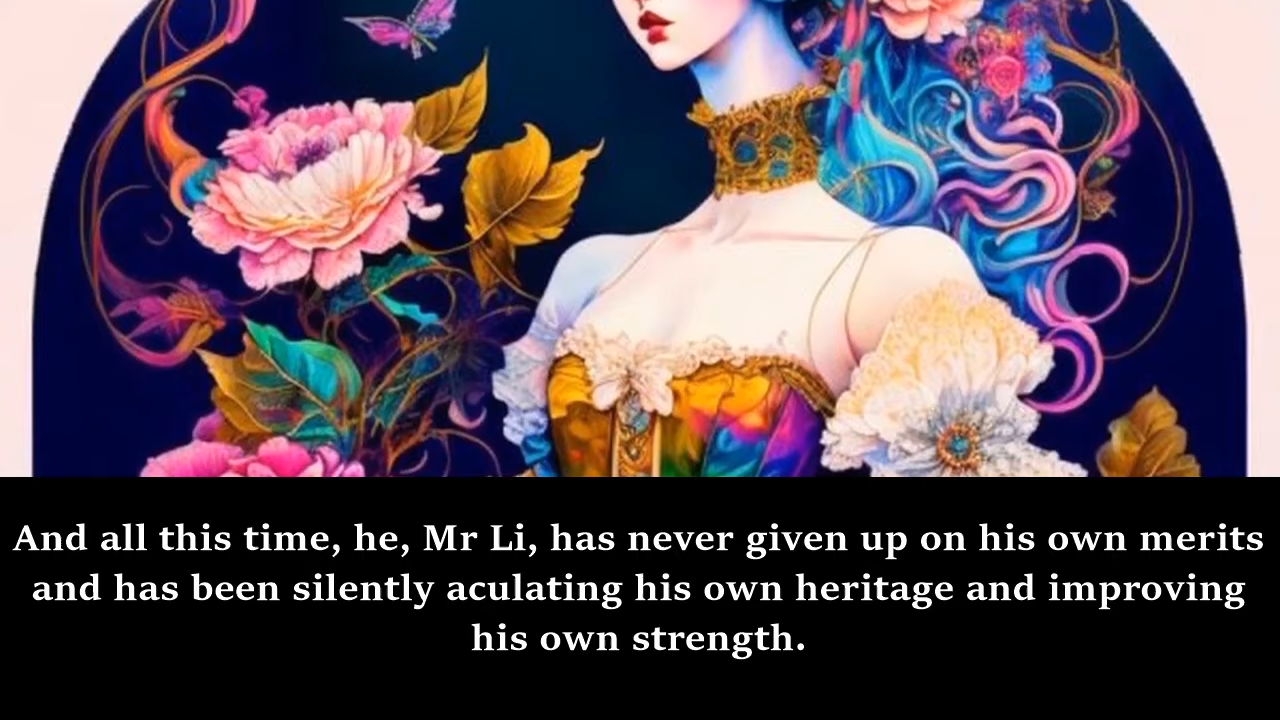 And all this time, he, Mr Li, has never given up on his own merits
and has been silently aculating his own heritage and improving
his own strength.